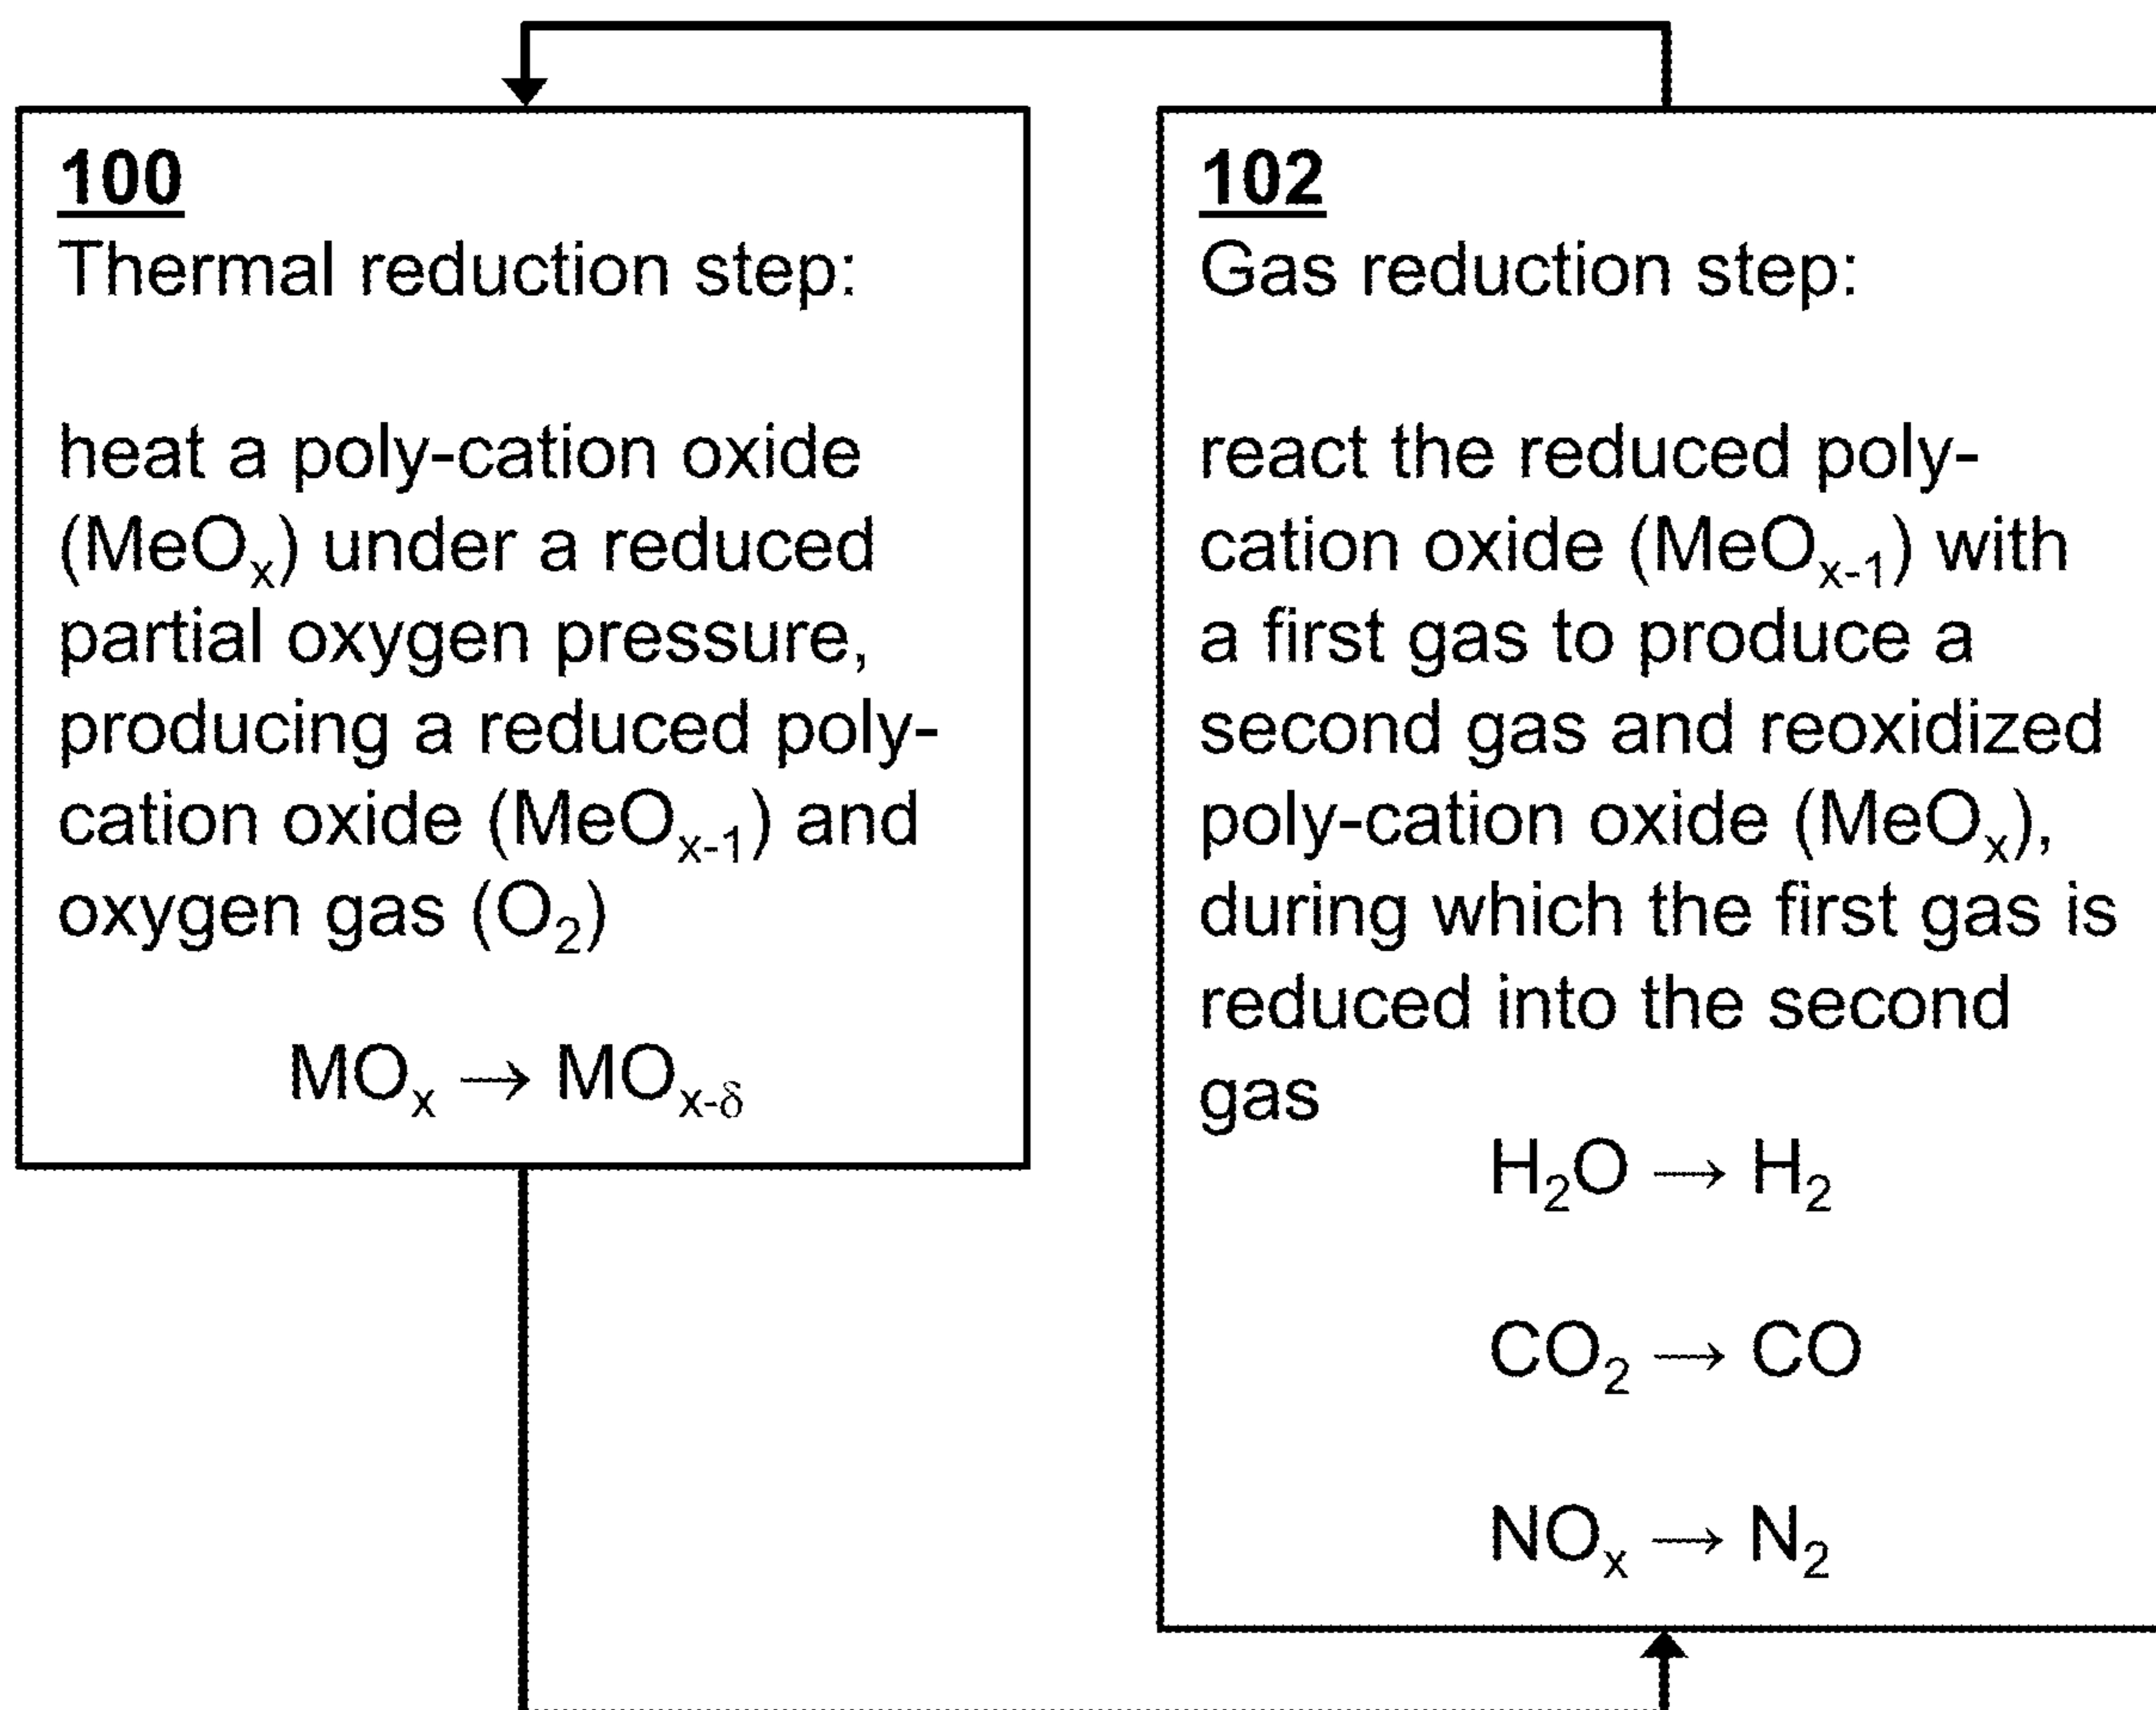 100
Thermal reduction step:
heat a poly-cation oxide
(MeOₓ) under a reduced
partial oxygen pressure,
producing a reduced poly-
cation oxide (MeOₓ₋₁) and
oxygen gas (O₂)
MOₓ → MOₓ₋δ
102
Gas reduction step:
react the reduced poly-
cation oxide (MeOₓ₋₁) with
a first gas to produce a
second gas and reoxidized
poly-cation oxide (MeOₓ),
during which the first gas is
reduced into the second
gas
H₂O → H₂
CO₂ → CO
NOₓ → N₂